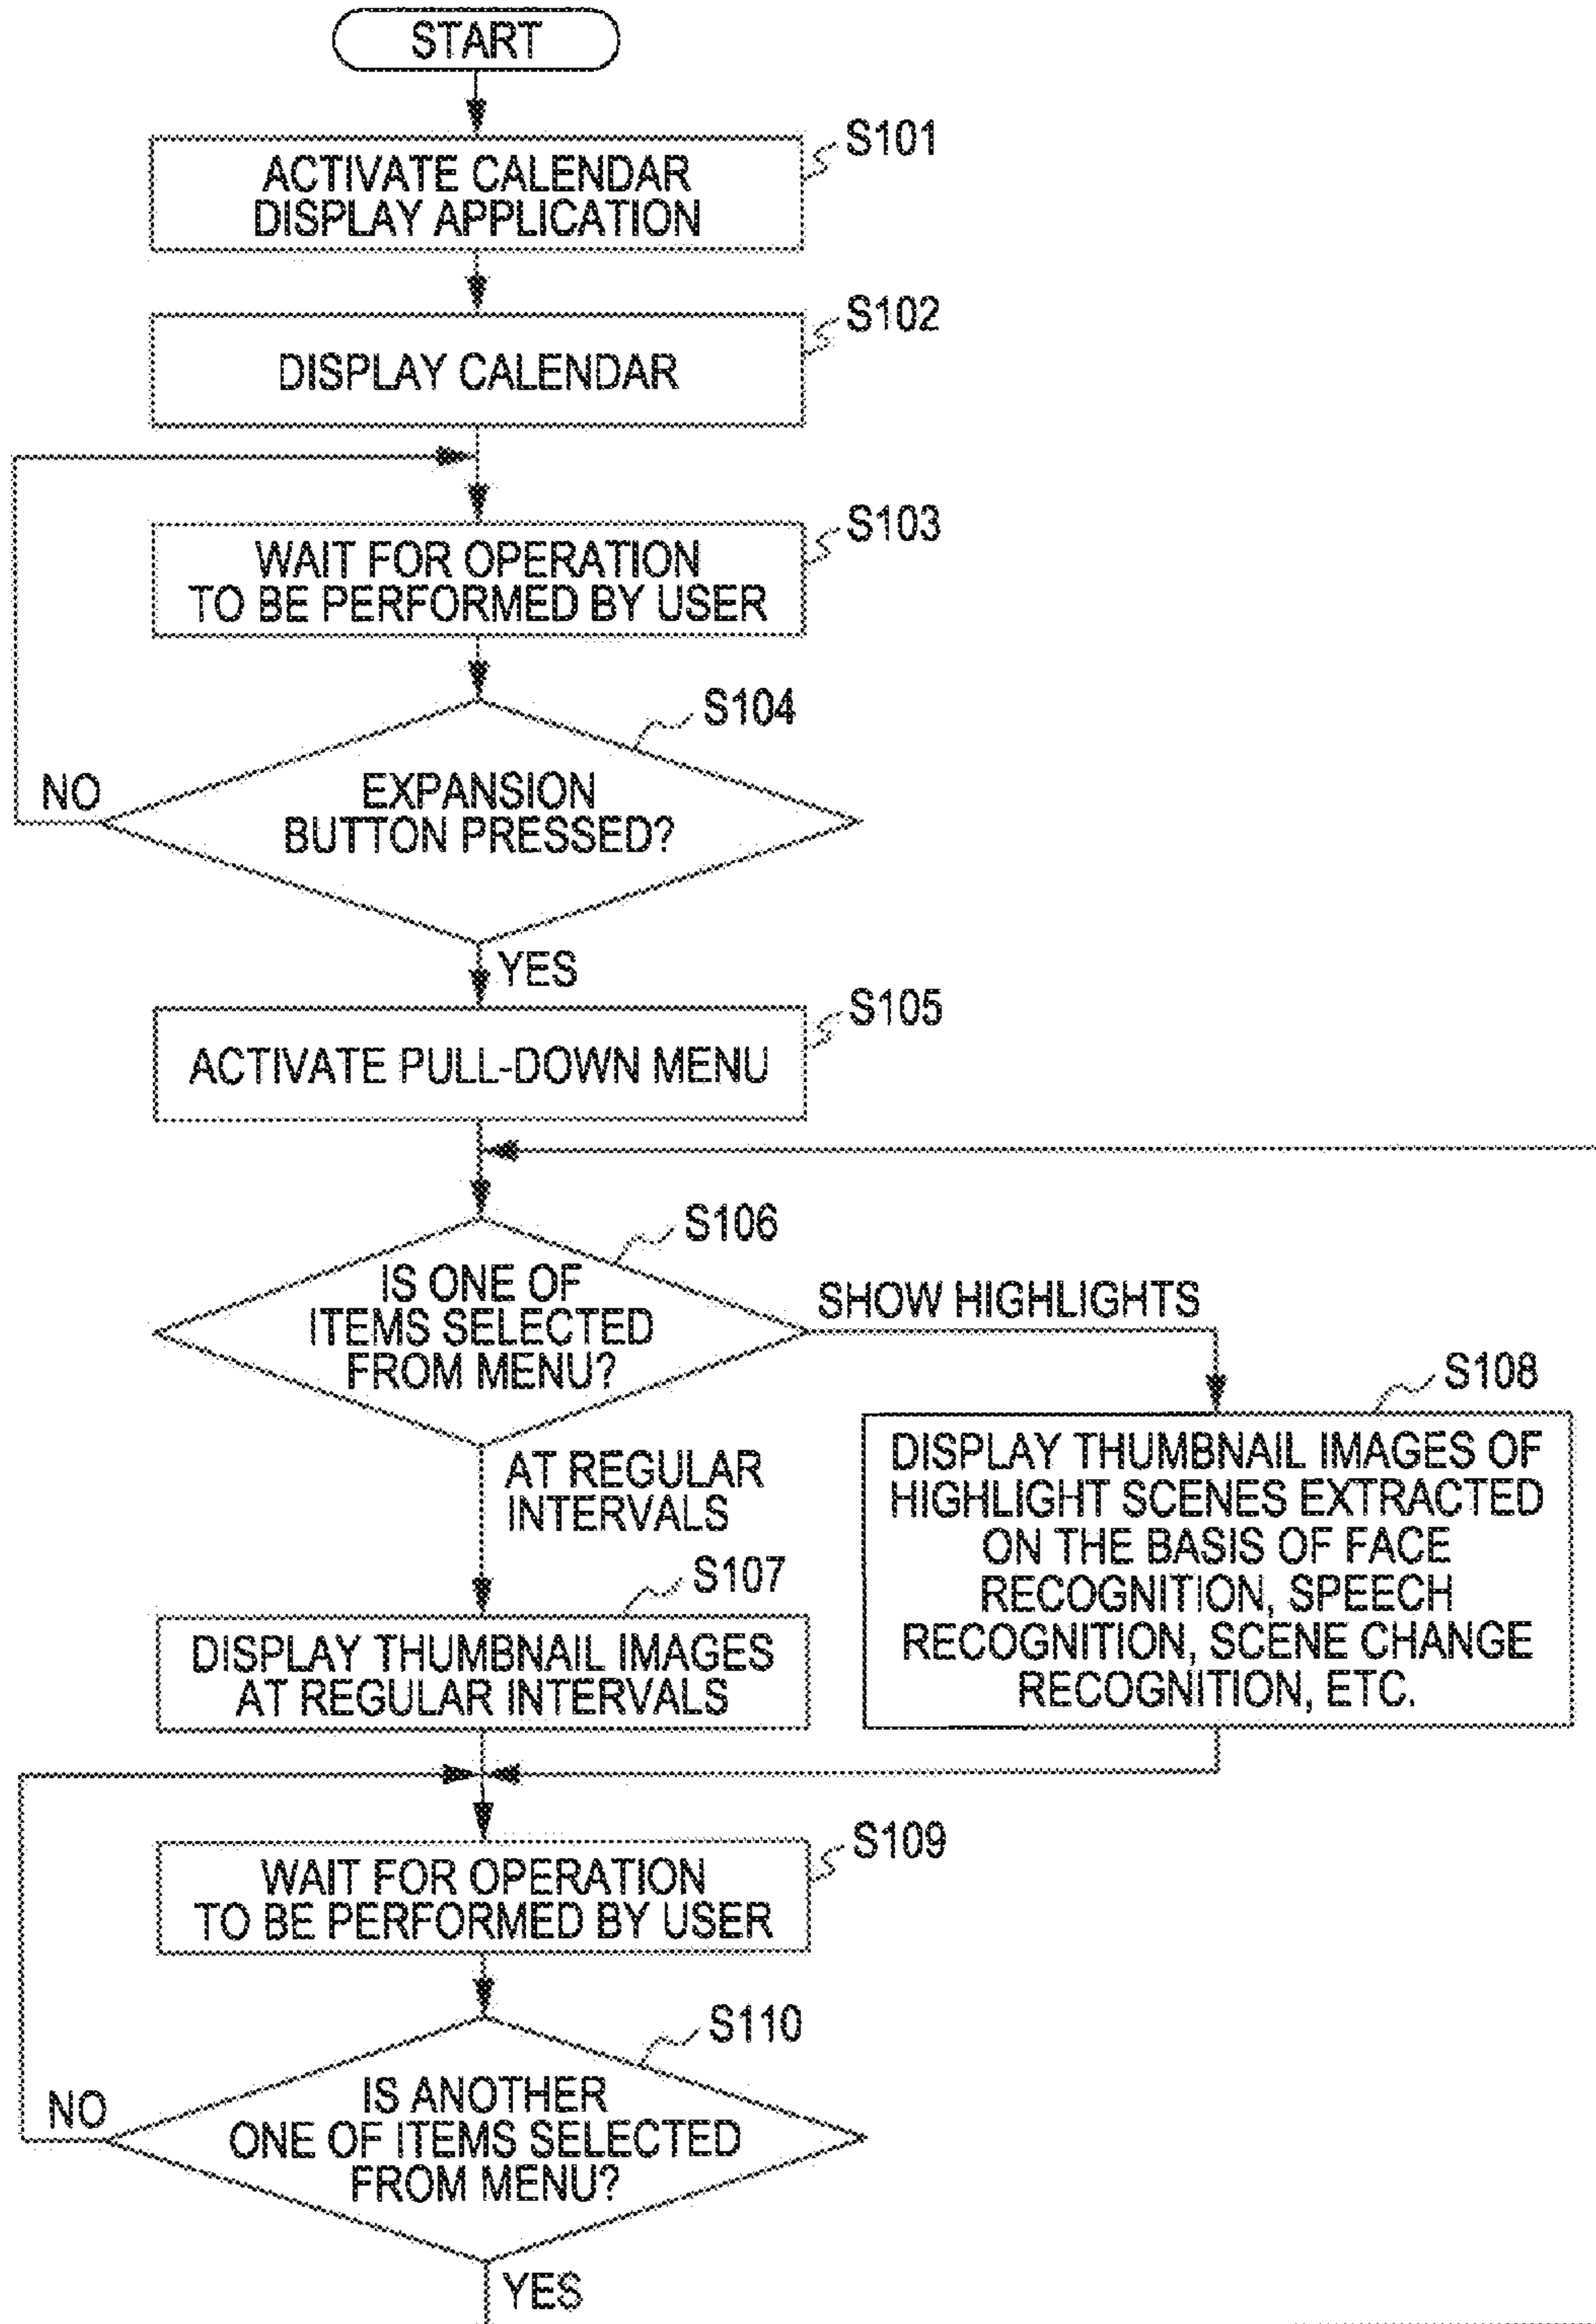 START
S101
ACTIVATE CALENDAR
DISPLAY APPLICATION
S102
DISPLAY CALENDAR
S103
WAIT FOR OPERATION
TO BE PERFORMED BY USER
S104
NO
EXPANSION
BUTTON PRESSED?
YES
S105
ACTIVATE PULL-DOWN MENU
S106
IS ONE OF
ITEMS SELECTED
FROM MENU?
SHOW HIGHLIGHTS
AT REGULAR
INTERVALS
S108
DISPLAY THUMBNAIL IMAGES OF
HIGHLIGHT SCENES EXTRACTED
ON THE BASIS OF FACE
RECOGNITION, SPEECH
RECOGNITION, SCENE CHANGE
RECOGNITION, ETC.
S107
DISPLAY THUMBNAIL IMAGES
AT REGULAR INTERVALS
S109
WAIT FOR OPERATION
TO BE PERFORMED BY USER
S110
NO
IS ANOTHER
ONE OF ITEMS SELECTED
FROM MENU?
YES